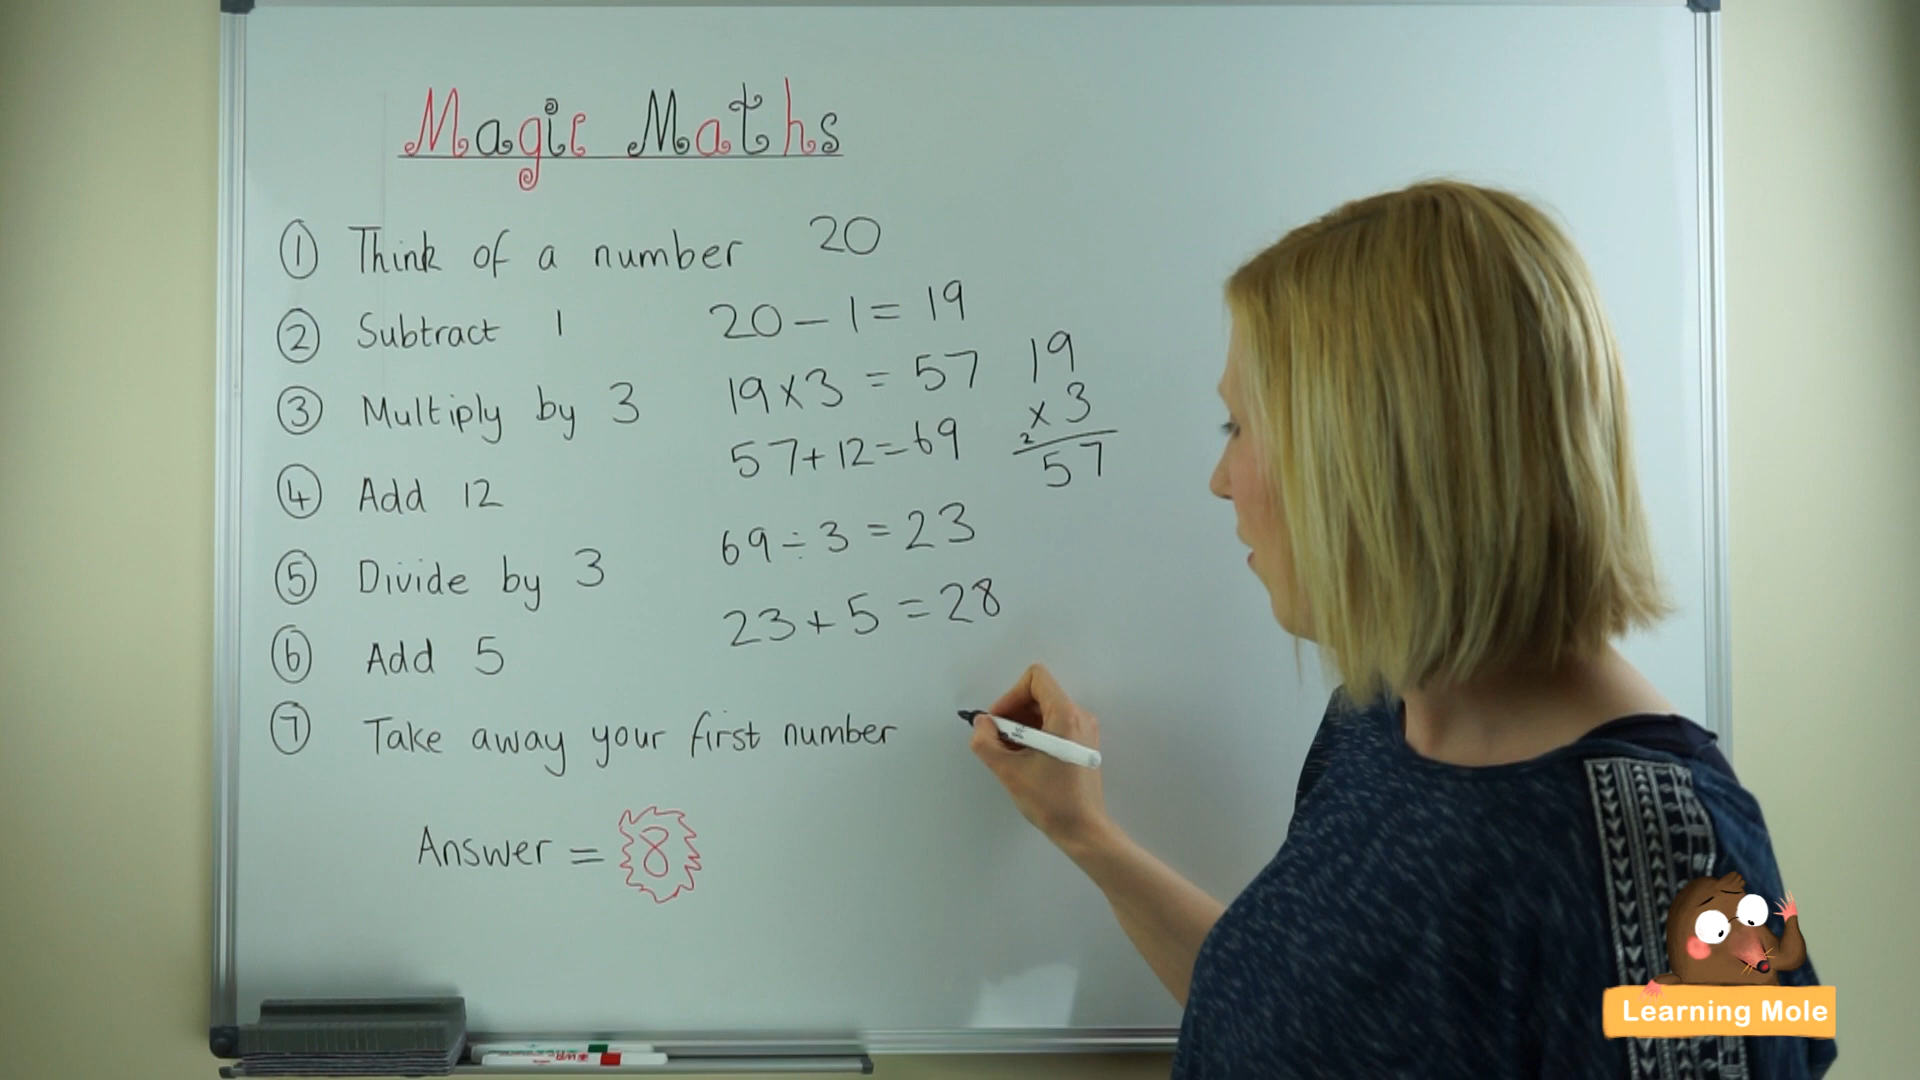 Magic Maths
① Think of a number 20
② Subtract 1 20 - 1 = 19
③ Multiply by 3 19 x 3 = 57
19
x 3
2
57
57 + 12 = 69
④ Add 12
69 ÷ 3 = 23
⑤ Divide by 3
23 + 5 = 28
⑥ Add 5
⑦ Take away your first number
Answer = 8
Learning Mole